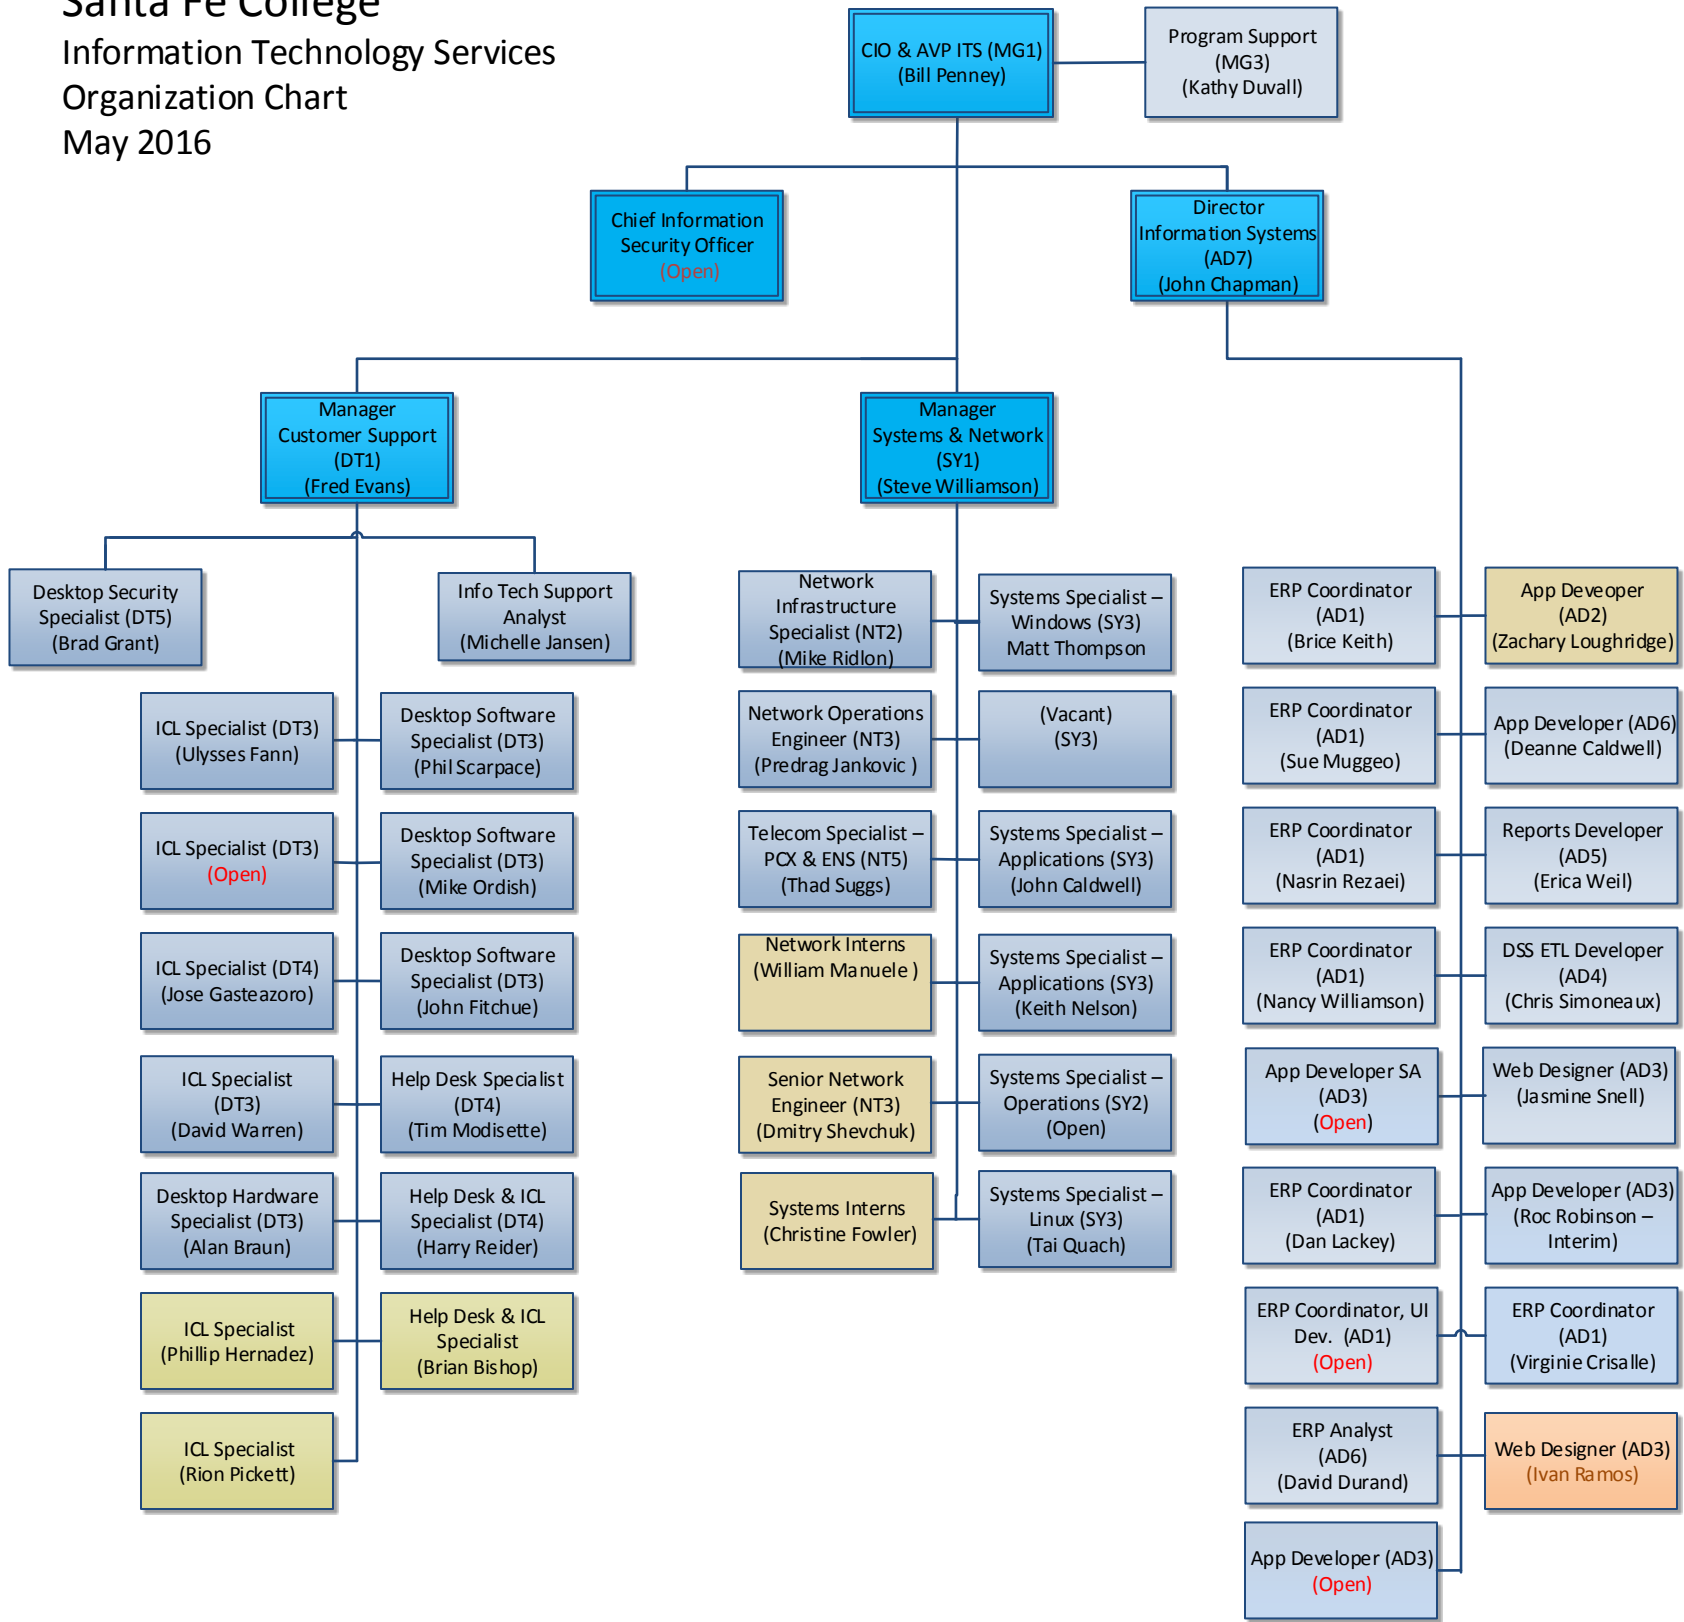 Santa Fe College
Information Technology Services
Organization Chart
May 2016
CIO & AVP ITS (MG1)
(Bill Penney)
Program Support
(MG3)
(Kathy Duvall)
Chief Information
Security Officer
(Open)
Director
Information Systems
(AD7)
(John Chapman)
Manager
Customer Support
(DT1)
(Fred Evans)
Manager
Systems & Network
(SY1)
(Steve Williamson)
Desktop Security
Specialist (DT5)
(Brad Grant)
Info Tech Support
Analyst
(Michelle Jansen)
ICL Specialist (DT3)
(Ulysses Fann)
Desktop Software
Specialist (DT3)
(Phil Scarpace)
ICL Specialist (DT3)
(Open)
Desktop Software
Specialist (DT3)
(Mike Ordish)
ICL Specialist (DT4)
(Jose Gasteazoro)
Desktop Software
Specialist (DT3)
(John Fitchue)
ICL Specialist
(DT3)
(David Warren)
Help Desk Specialist
(DT4)
(Tim Modisette)
Desktop Hardware
Specialist (DT3)
(Alan Braun)
Help Desk & ICL
Specialist (DT4)
(Harry Reider)
ICL Specialist
(Phillip Hernadez)
Help Desk & ICL
Specialist
(Brian Bishop)
ICL Specialist
(Rion Pickett)
Network
Infrastructure
Specialist (NT2)
(Mike Ridlon)
Systems Specialist –
Windows (SY3)
Matt Thompson
Network Operations
Engineer (NT3)
(Predrag Jankovic )
(Vacant)
(SY3)
Telecom Specialist –
PCX & ENS (NT5)
(Thad Suggs)
Systems Specialist –
Applications (SY3)
(John Caldwell)
Network Interns
(William Manuele )
Systems Specialist –
Applications (SY3)
(Keith Nelson)
Senior Network
Engineer (NT3)
(Dmitry Shevchuk)
Systems Specialist –
Operations (SY2)
(Open)
Systems Interns
(Christine Fowler)
Systems Specialist –
Linux (SY3)
(Tai Quach)
ERP Coordinator
(AD1)
(Brice Keith)
App Deveoper
(AD2)
(Zachary Loughridge)
ERP Coordinator
(AD1)
(Sue Muggeo)
App Developer (AD6)
(Deanne Caldwell)
ERP Coordinator
(AD1)
(Nasrin Rezaei)
Reports Developer
(AD5)
(Erica Weil)
ERP Coordinator
(AD1)
(Nancy Williamson)
DSS ETL Developer
(AD4)
(Chris Simoneaux)
App Developer SA
(AD3)
(Open)
Web Designer (AD3)
(Jasmine Snell)
ERP Coordinator
(AD1)
(Dan Lackey)
App Developer (AD3)
(Roc Robinson –
Interim)
ERP Coordinator, UI
Dev. (AD1)
(Open)
ERP Coordinator
(AD1)
(Virginie Crisalle)
ERP Analyst
(AD6)
(David Durand)
Web Designer (AD3)
(Ivan Ramos)
App Developer (AD3)
(Open)